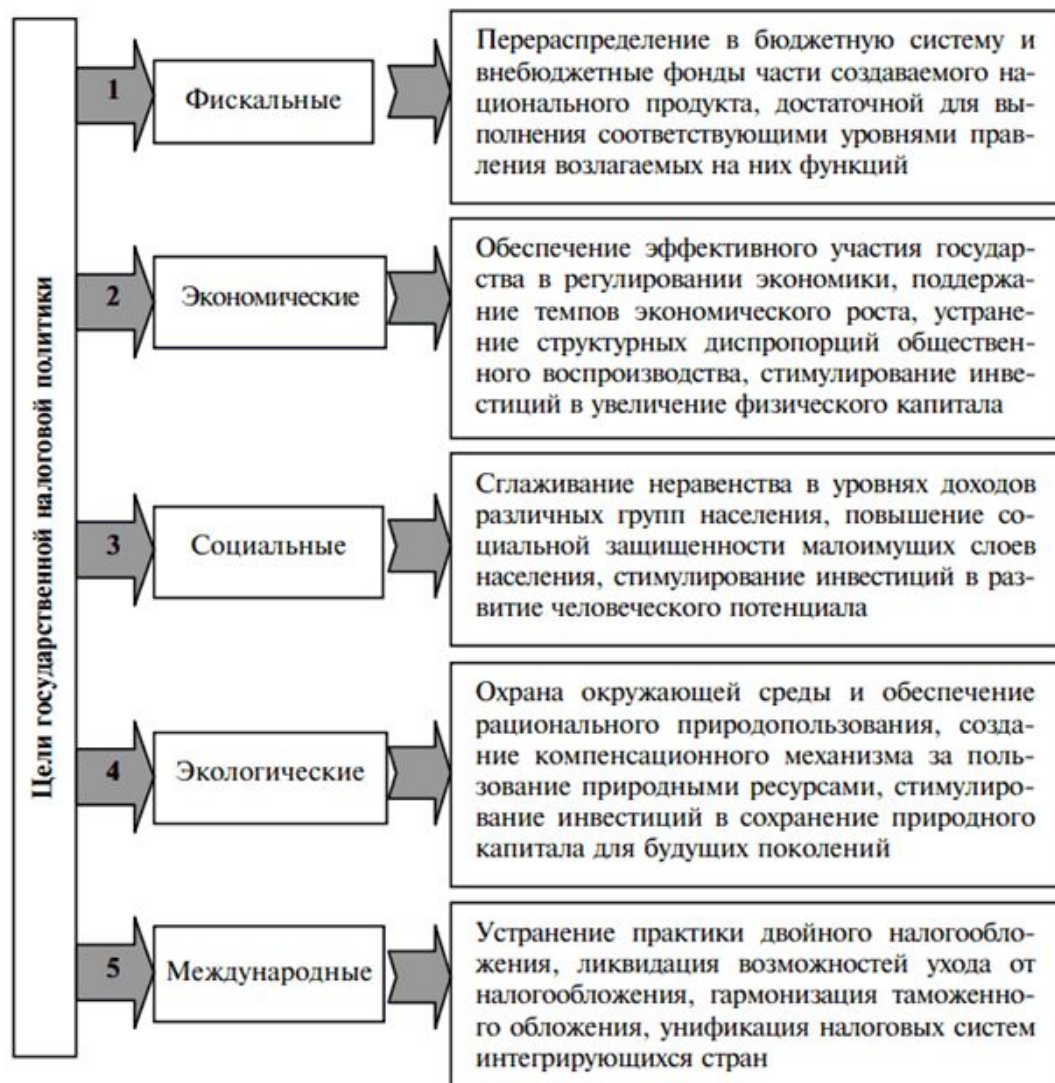 Цели государственной налоговой политики
1
Фискальные
Перераспределение в бюджетную систему и
внебюджетные фонды части создаваемого на-
ционального продукта, достаточной для вы-
полнения соответствующими уровнями прав-
ления возлагаемых на них функций
2
Экономические
Обеспечение эффективного участия государ-
ства в регулировании экономики, поддержа-
ние темпов экономического роста, устране-
ние структурных диспропорций обществен-
ного воспроизводства, стимулирование инве-
стиций в увеличение физического капитала
3
Социальные
Сглаживание неравенства в уровнях доходов
различных групп населения, повышение со-
циальной защищенности малоимущих слоев
населения, стимулирование инвестиций в раз-
витие человеческого потенциала
4
Экологические
Охрана окружающей среды и обеспечение
рационального природопользования, созда-
ние компенсационного механизма за поль-
зование природными ресурсами, стимулиро-
вание инвестиций в сохранение природного
капитала для будущих поколений
5
Международные
Устранение практики двойного налогообло-
жения, ликвидация возможностей ухода от
налогообложения, гармонизация таможенно-
го обложения, унификация налоговых систем
интегрирующихся стран